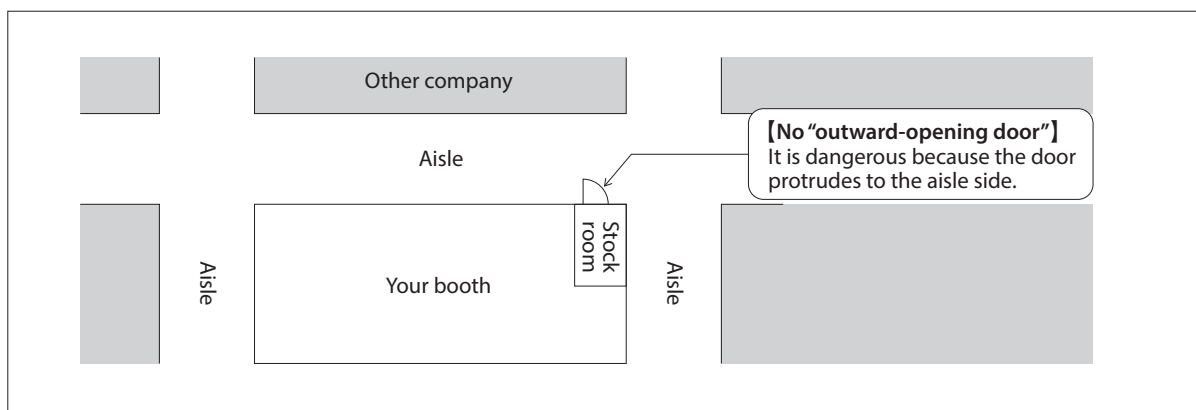 Other company
【No “outward-opening door”】
It is dangerous because the door
protrudes to the aisle side.
Aisle
Stock
room
Aisle
Your booth
Aisle